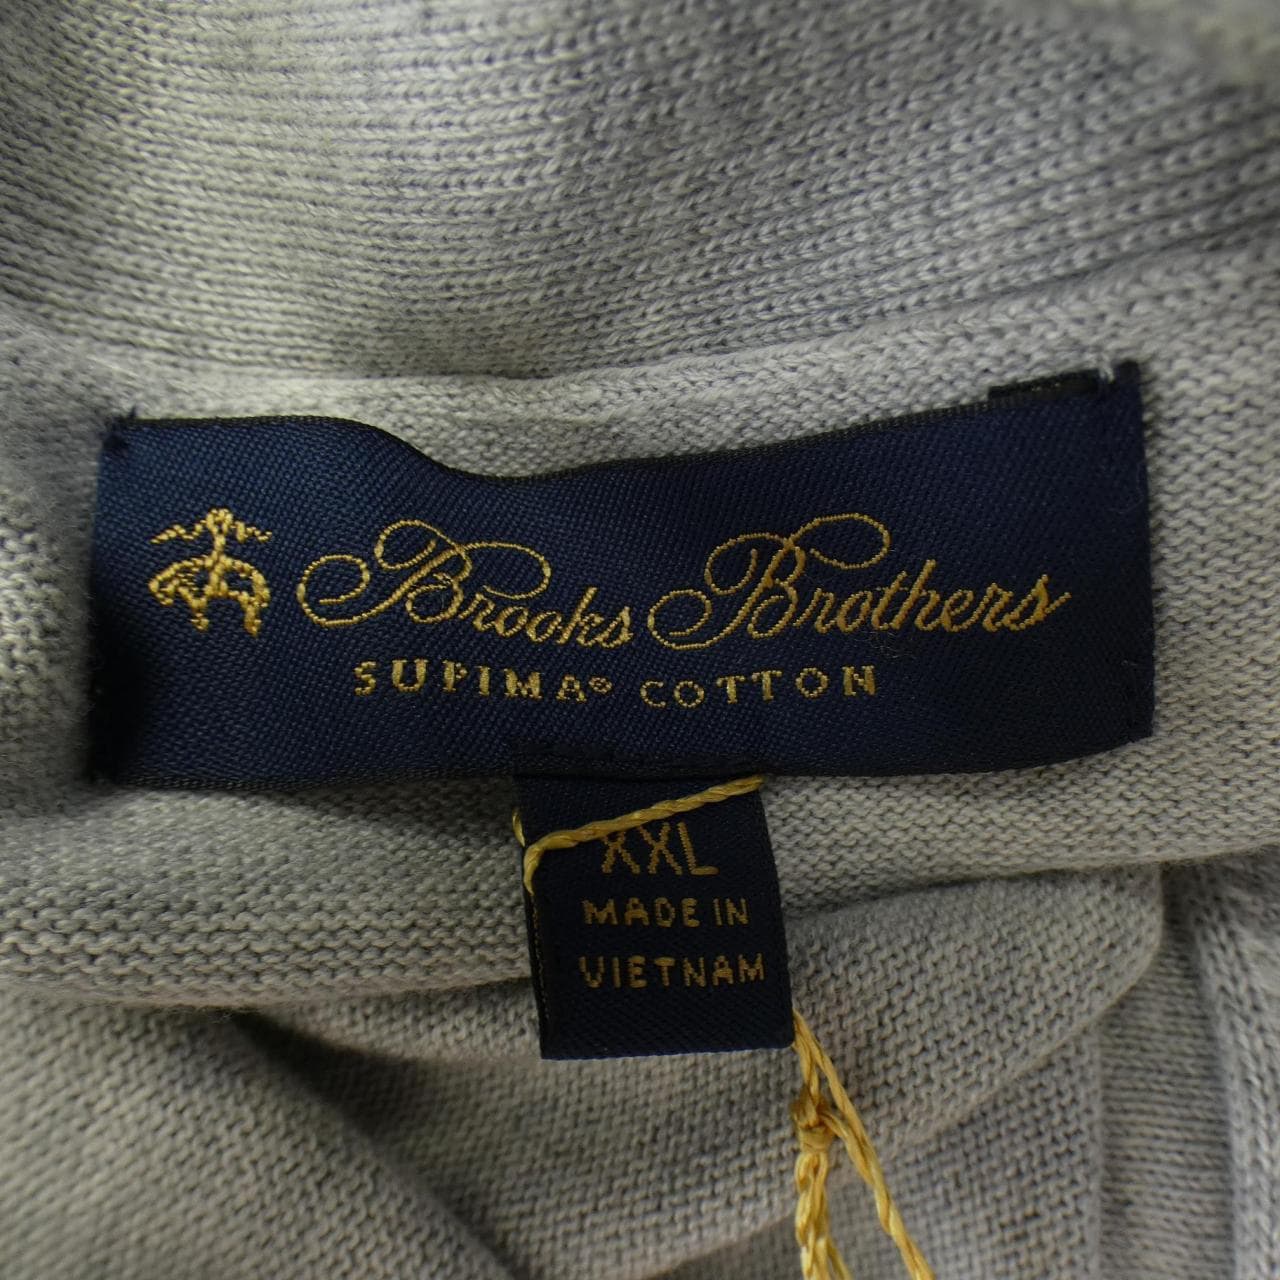 Brooks Brothers
SUPIMA® COTTON
XXL
MADE IN
VIETNAM